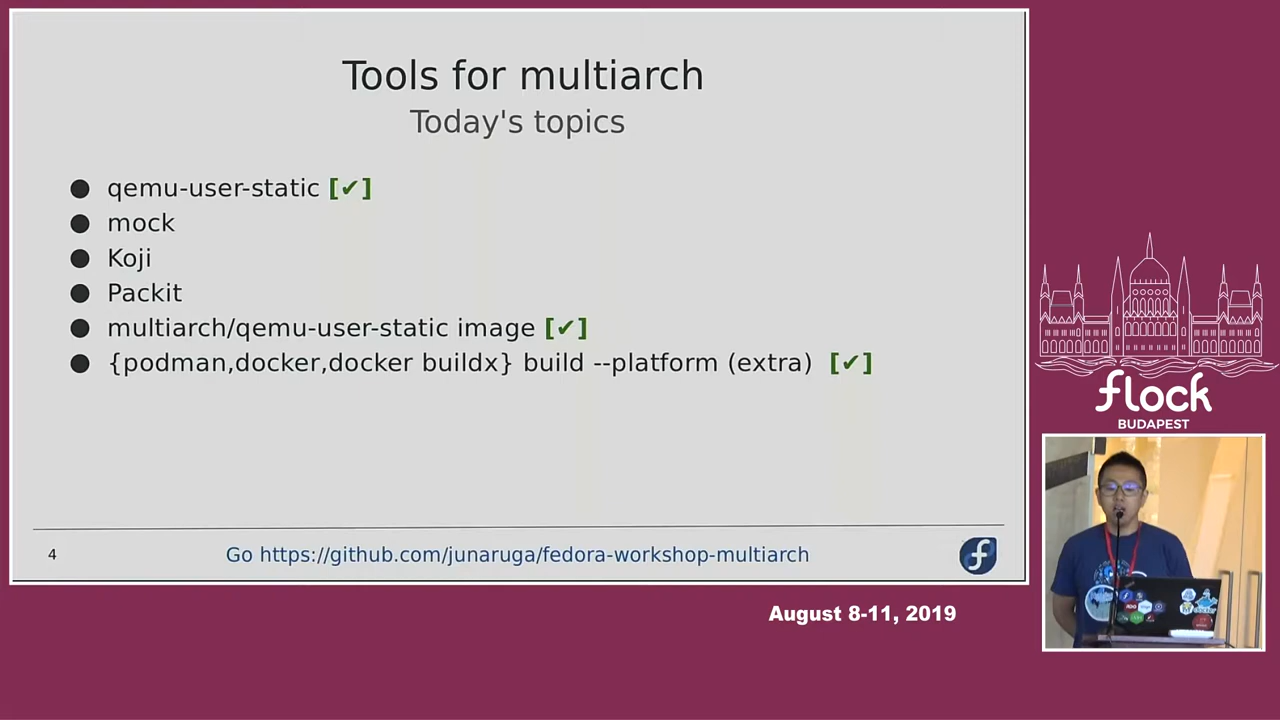 Tools for multiarch
Today's topics
● qemu-user-static [✔]
● mock
● Koji
● Packit
● multiarch/qemu-user-static image [✔]
● {podman,docker,docker buildx} build --platform (extra) [✔]
4
Go https://github.com/junaruga/fedora-workshop-multiarch
flock
BUDAPEST
August 8-11, 2019